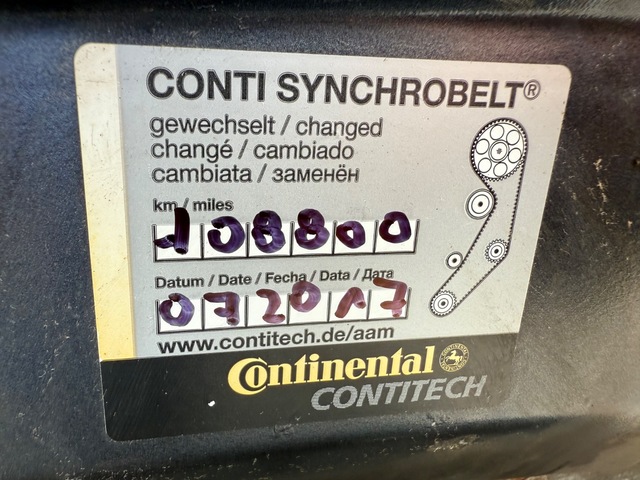 CONTI SYNCHROBELT®
gewechselt / changed
changé / cambiado
cambiata / заменён
km / miles
108800
Datum / Date / Fecha / Data / Дата
072017
www.contitech.de/aam
Continental
CONTITECH